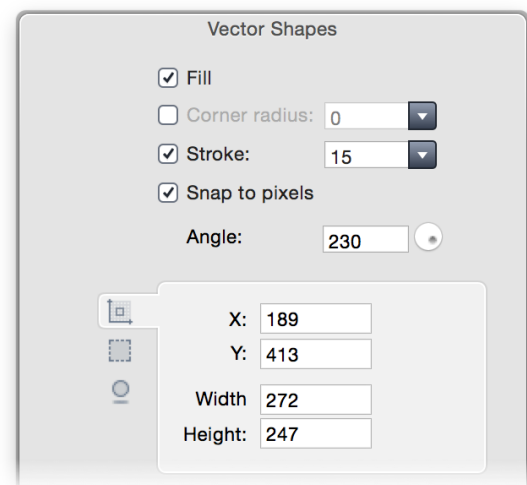 Vector Shapes
Fill
Corner radius: 0
Stroke: 15
Snap to pixels
Angle: 230
X: 189
Y: 413
Width 272
Height: 247